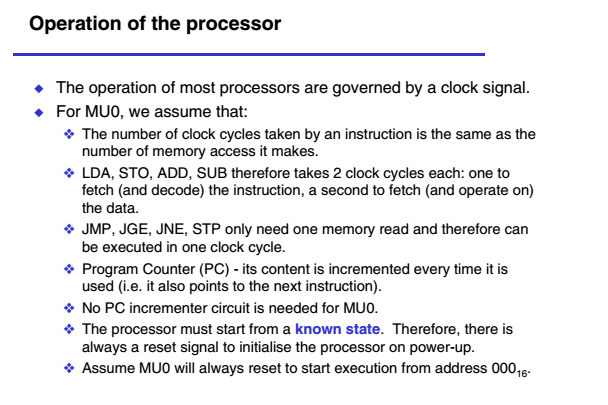 Operation of the processor
The operation of most processors are governed by a clock signal.
For MU0, we assume that:
The number of clock cycles taken by an instruction is the same as the
number of memory access it makes.
LDA, STO, ADD, SUB therefore takes 2 clock cycles each: one to
fetch (and decode) the instruction, a second to fetch (and operate on)
the data.
JMP, JGE, JNE, STP only need one memory read and therefore can
be executed in one clock cycle.
Program Counter (PC) - its content is incremented every time it is
used (i.e. it also points to the next instruction).
No PC incrementer circuit is needed for MU0.
The processor must start from a known state.  Therefore, there is
always a reset signal to initialise the processor on power-up.
Assume MU0 will always reset to start execution from address 000₁₆.